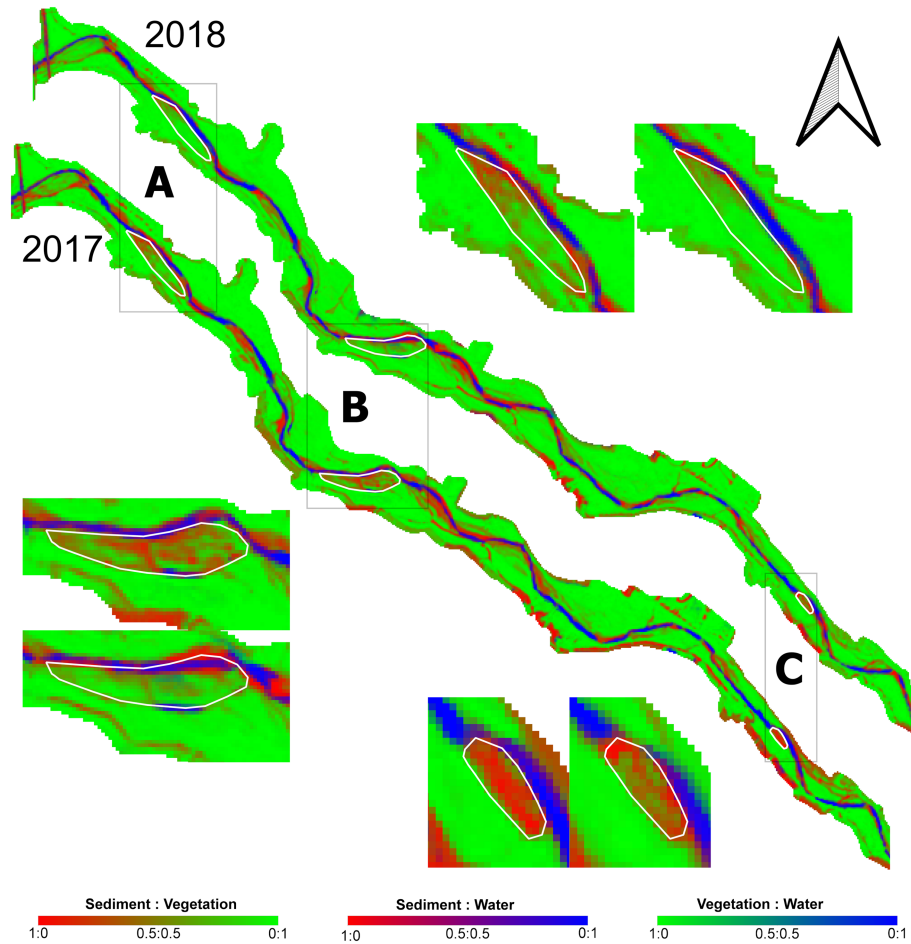 2018
A
2017
B
C
Sediment : Vegetation
1:0 0.5:0.5 0:1
Sediment : Water
1:0 0.5:0.5 0:1
Vegetation : Water
1:0 0.5:0.5 0:1